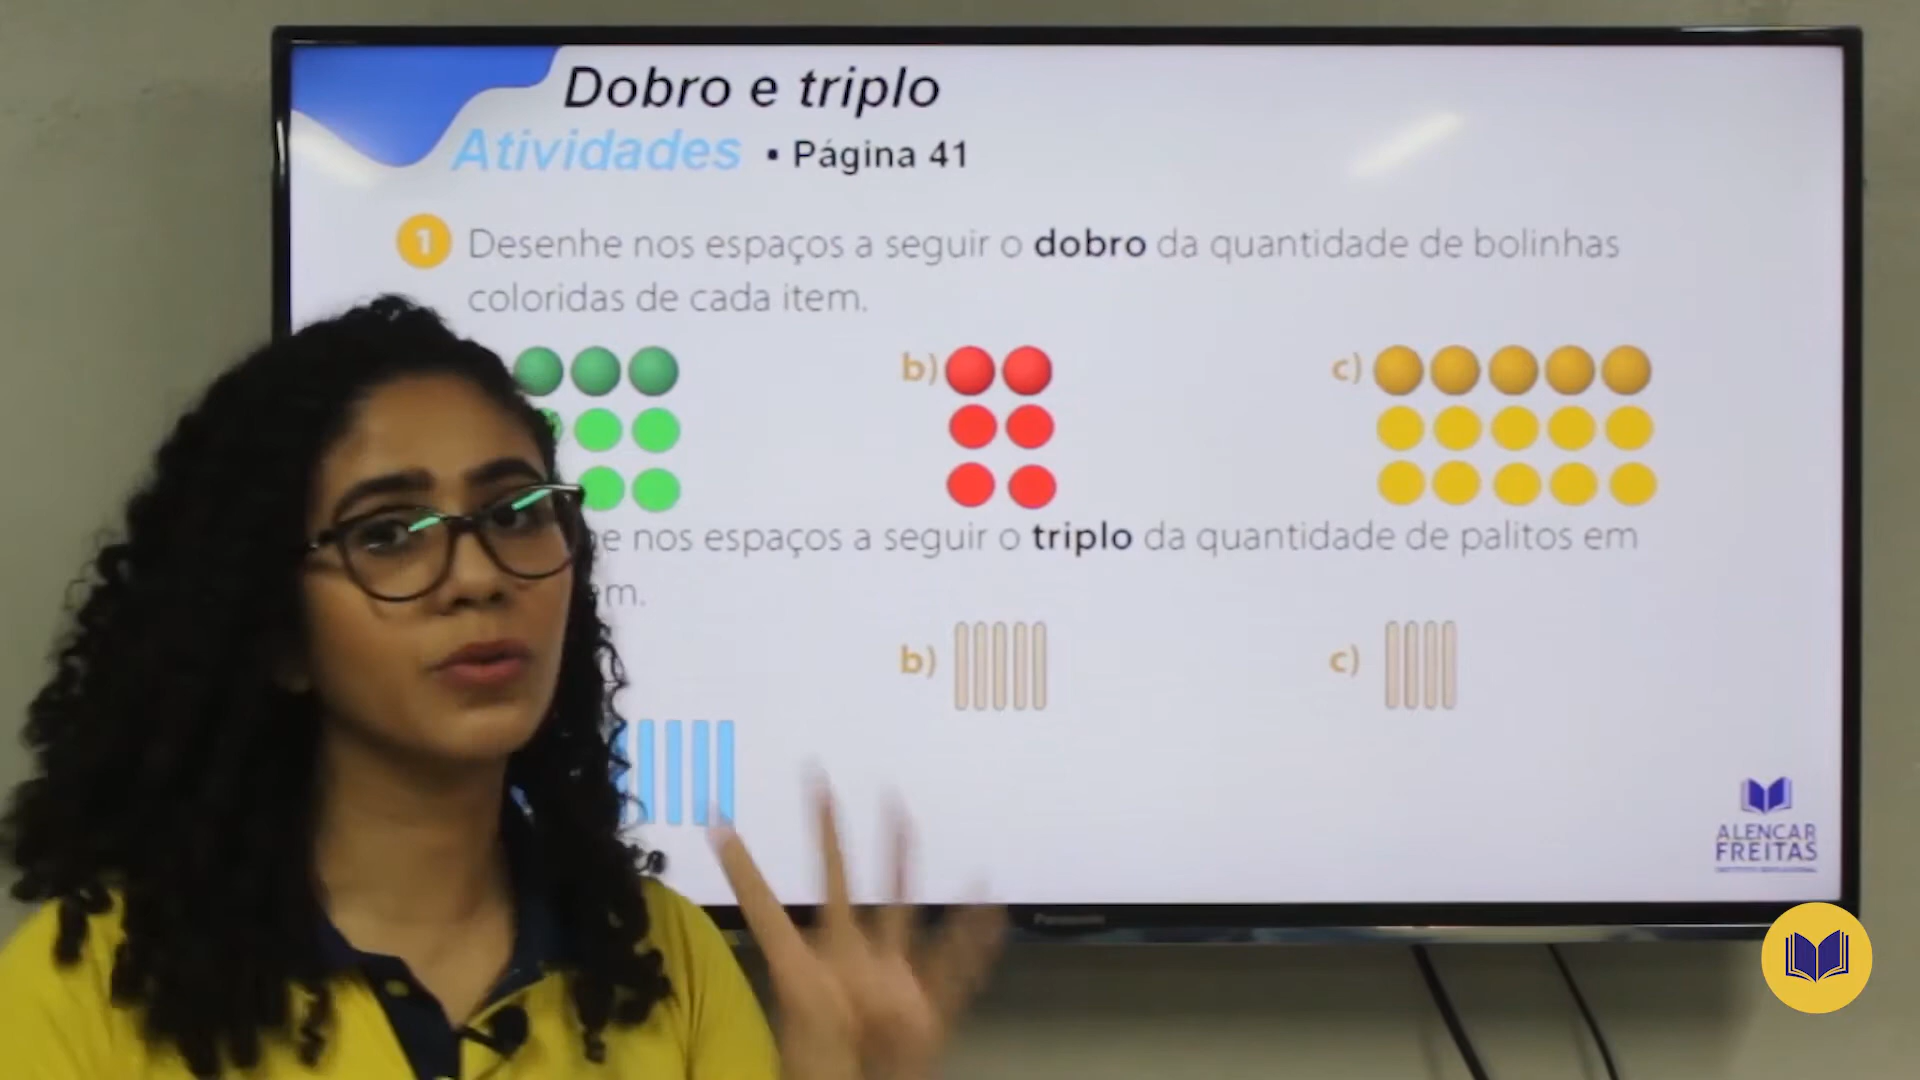 Dobro e triplo
Atividades • Página 41
1 Desenhe nos espaços a seguir o dobro da quantidade de bolinhas
coloridas de cada item.
b)
c)
nos espaços a seguir o triplo da quantidade de palitos em
b)
c)
ALENCAR
FREITAS
Panasonic